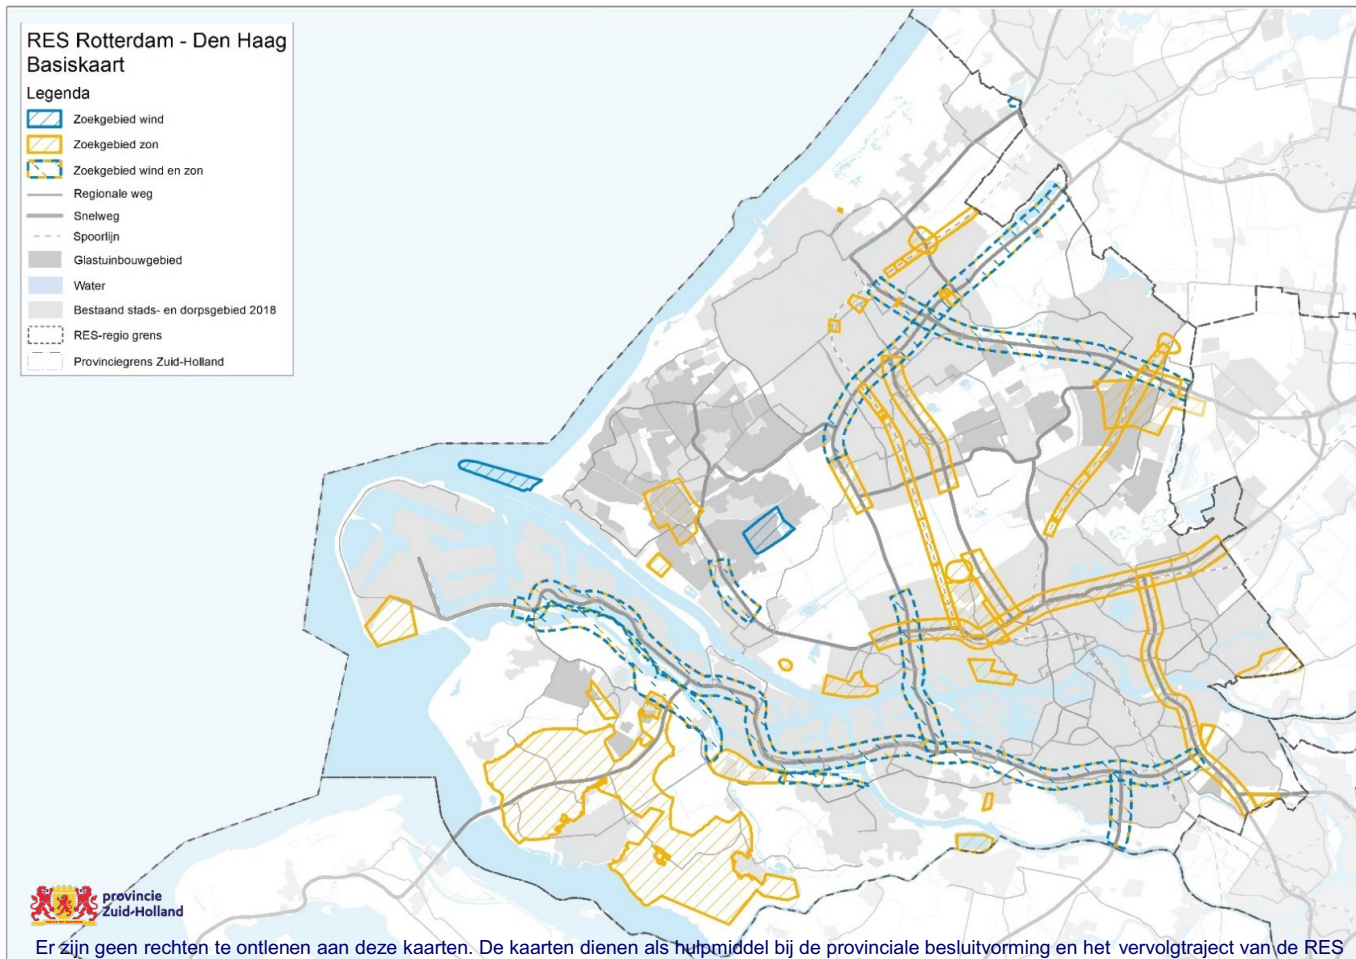 RES Rotterdam - Den Haag
Basiskaart
Legenda
Zoekgebied wind
Zoekgebied zon
Zoekgebied wind en zon
Regionale weg
Snelweg
Spoorlijn
Glastuinbouwgebied
Water
Bestaand stads- en dorpsgebied 2018
RES-regio grens
Provinciegrens Zuid-Holland
provincie
Zuid-Holland
Er zijn geen rechten te ontlenen aan deze kaarten. De kaarten dienen als hulpmiddel bij de provinciale besluitvorming en het vervolgtraject van de RES